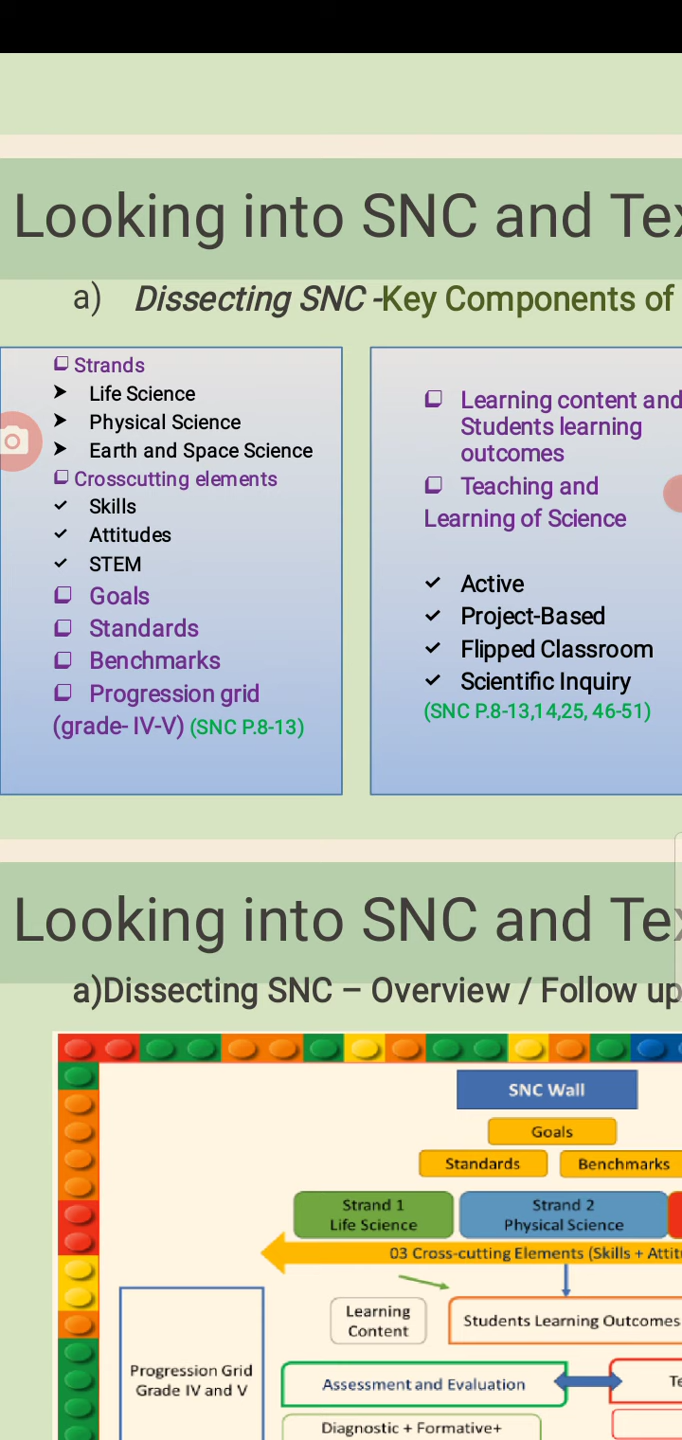 Looking into SNC and Tex
a) Dissecting SNC -Key Components of
❑ Strands
➤ Life Science
➤ Physical Science
➤ Earth and Space Science
❑ Crosscutting elements
✓ Skills
✓ Attitudes
✓ STEM
❑ Goals
❑ Standards
❑ Benchmarks
❑ Progression grid
(grade- IV-V) (SNC P.8-13)
❑ Learning content and
Students learning
outcomes
❑ Teaching and
Learning of Science
✓ Active
✓ Project-Based
✓ Flipped Classroom
✓ Scientific Inquiry
(SNC P.8-13,14,25, 46-51)
Looking into SNC and Tex
a)Dissecting SNC – Overview / Follow up
SNC Wall
Goals
Standards
Benchmarks
Strand 1
Life Science
Strand 2
Physical Science
03 Cross-cutting Elements (Skills + Attit
Learning
Content
Students Learning Outcomes
Progression Grid
Grade IV and V
Assessment and Evaluation
Te
Diagnostic + Formative+